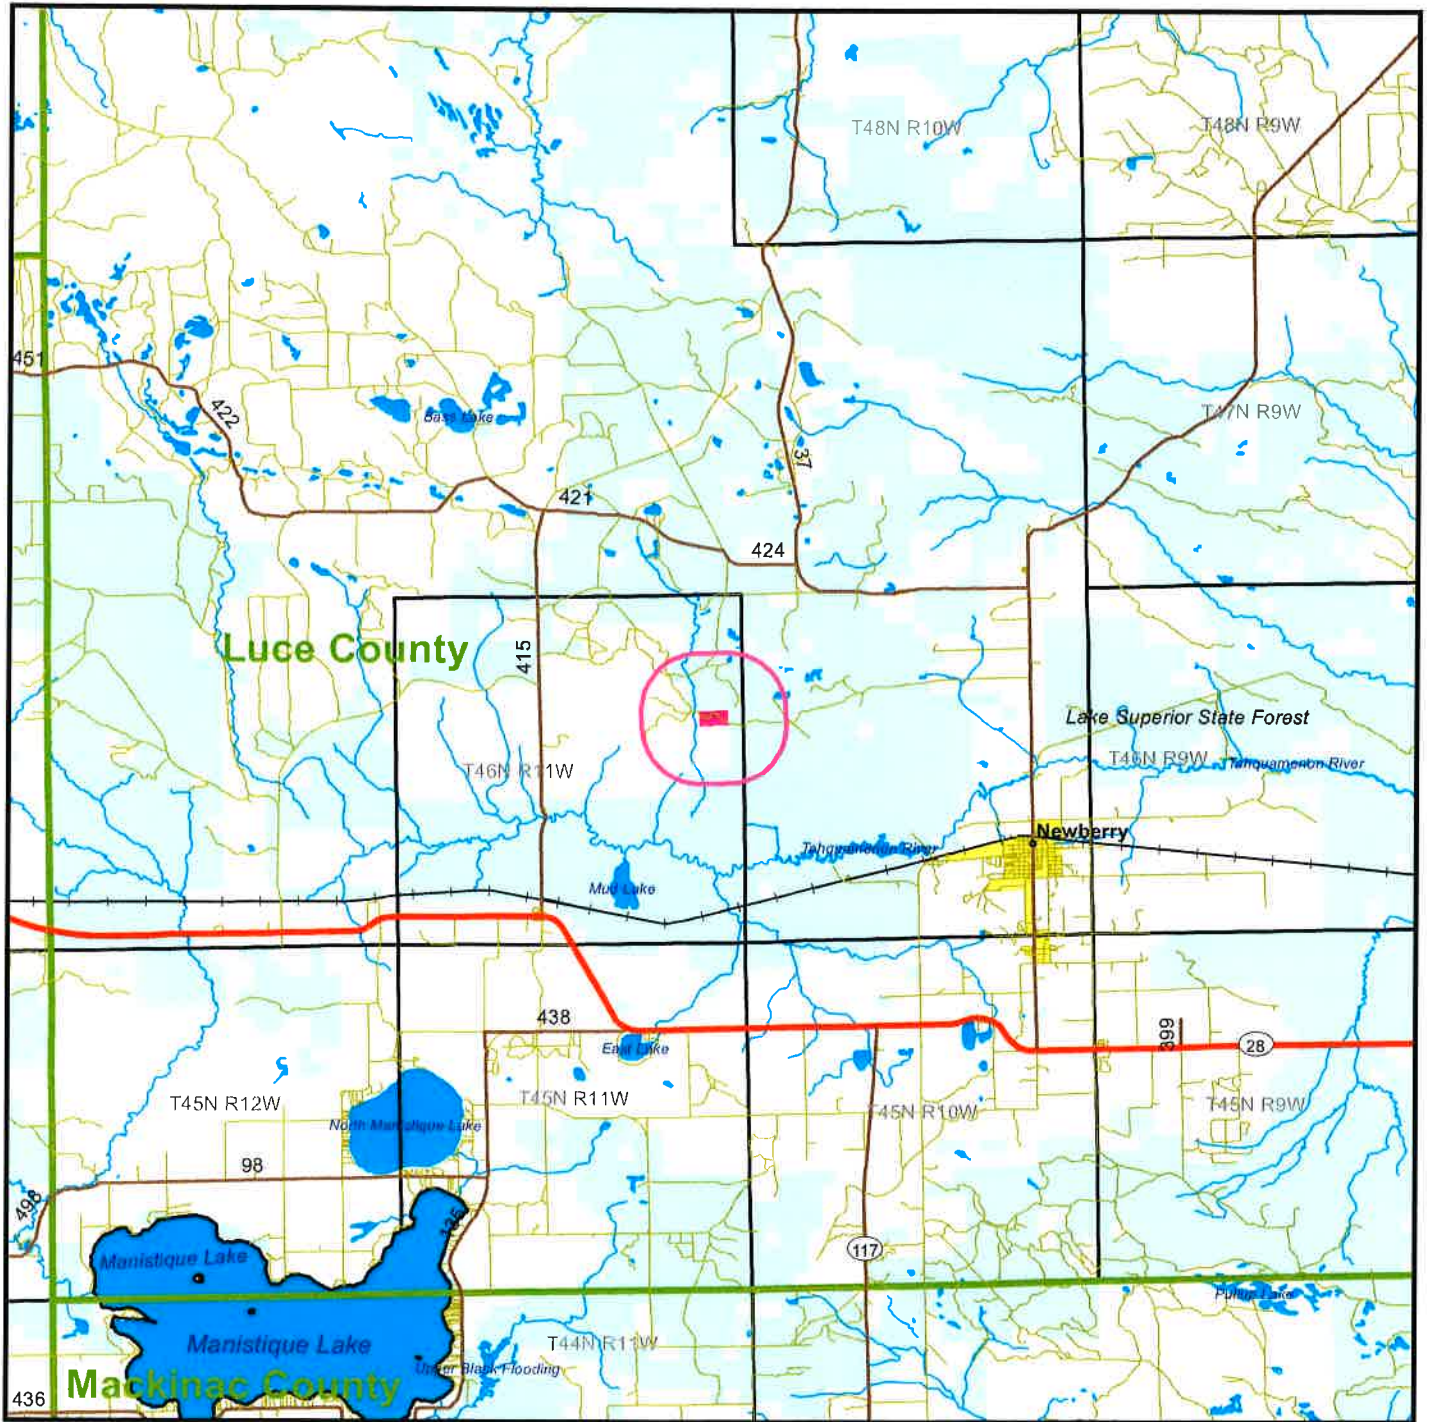 T48N R10W
T48N R9W
451
422
Bass Lake
T47N R9W
37
421
424
Luce County
415
Lake Superior State Forest
T46N R9W
Tahquamenon River
T46N R11W
Newberry
Tahquamenon River
Mud Lake
438
East Lake
399
28
T45N R12W
T45N R11W
T45N R10W
T45N R9W
North Manistique Lake
98
498
135
117
Manistique Lake
Manistique Lake
T44N R11W
Upper Black Flooding
Mackinac County
436